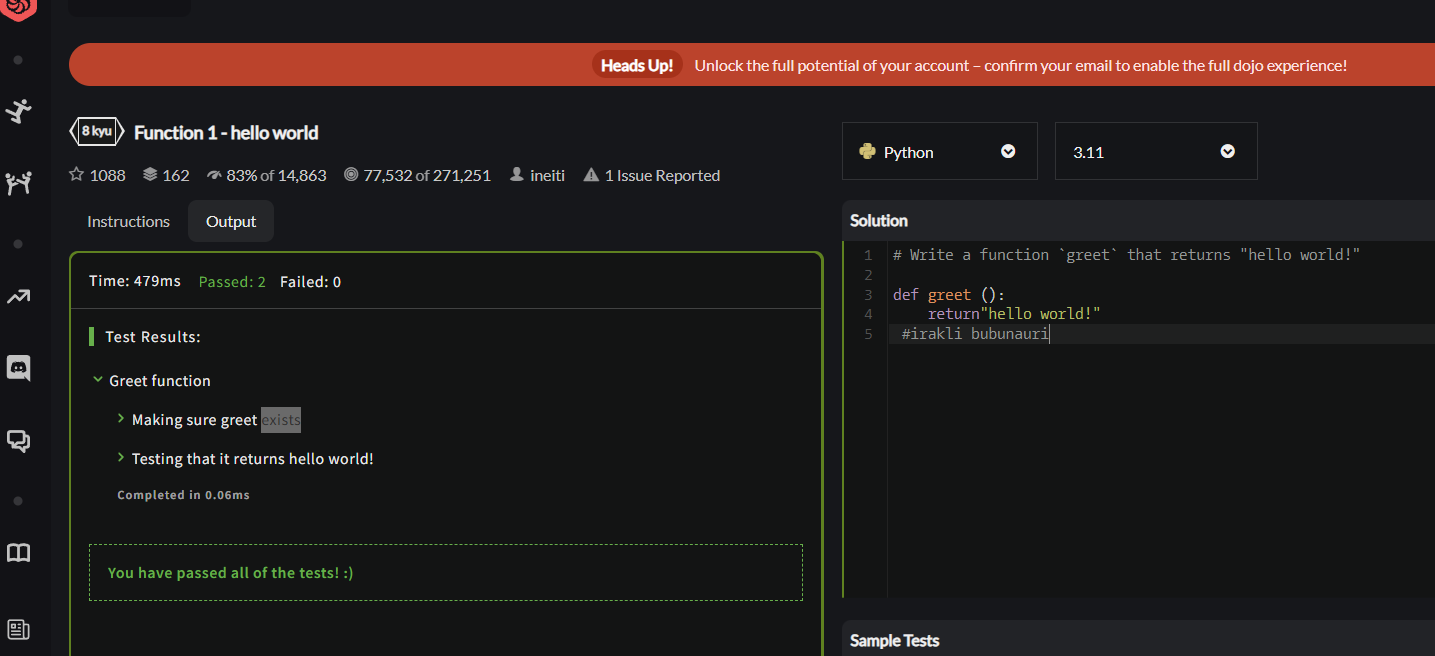 Heads Up! Unlock the full potential of your account – confirm your email to enable the full dojo experience!
8 kyu Function 1 - hello world
1088 162 83% of 14,863 77,532 of 271,251 ineiti 1 Issue Reported
Python 3.11
Instructions Output
Time: 479ms Passed: 2 Failed: 0
Test Results:
Greet function
Making sure greet exists
Testing that it returns hello world!
Completed in 0.06ms
You have passed all of the tests! :)
Solution
1 # Write a function `greet` that returns "hello world!"
2
3 def greet ():
4     return"hello world!"
5  #irakli bubunauri
Sample Tests